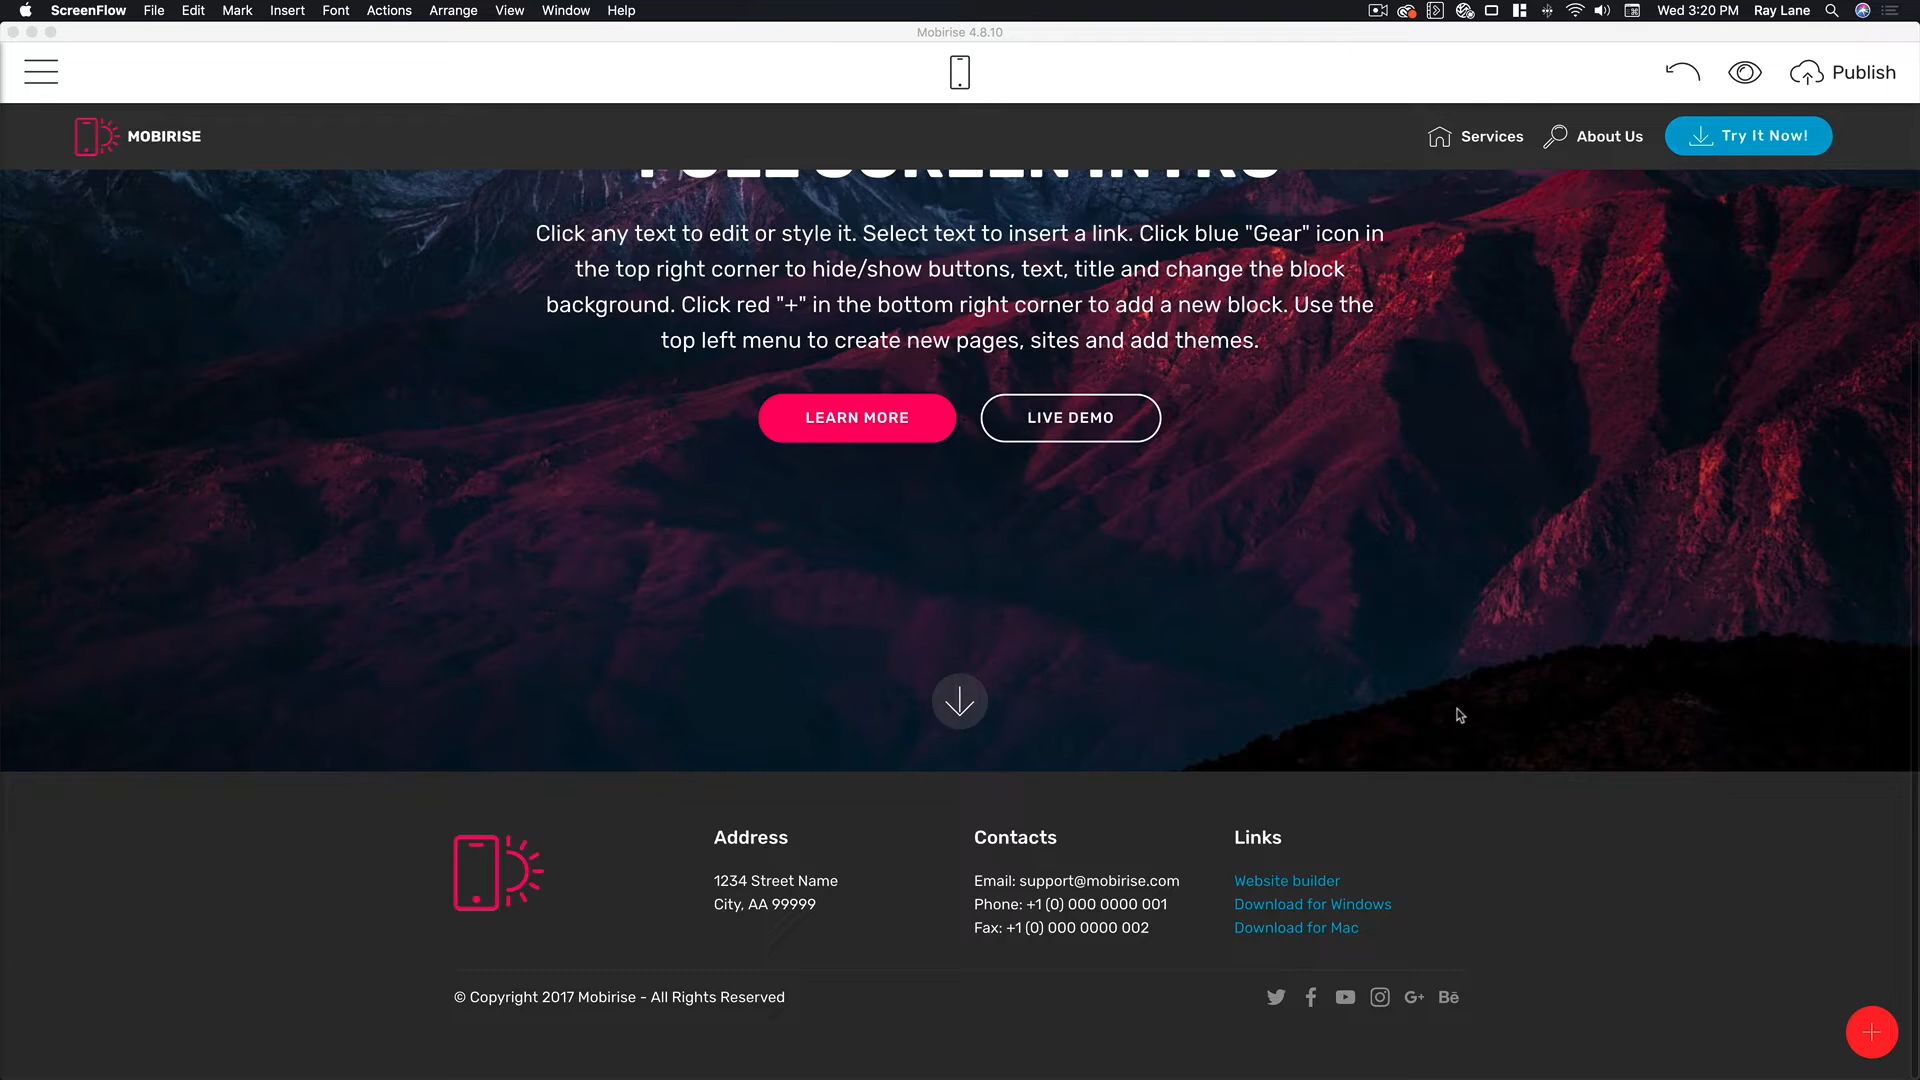 ScreenFlow File Edit Mark Insert Font Actions Arrange View Window Help Wed 3:20 PM Ray Lane
Mobirise 4.8.10
Publish
MOBIRISE Services About Us Try It Now!
FULL SCREEN INTRO
Click any text to edit or style it. Select text to insert a link. Click blue "Gear" icon in
the top right corner to hide/show buttons, text, title and change the block
background. Click red "+" in the bottom right corner to add a new block. Use the
top left menu to create new pages, sites and add themes.
LEARN MORE LIVE DEMO
Address
1234 Street Name
City, AA 99999
Contacts
Email: support@mobirise.com
Phone: +1 (0) 000 0000 001
Fax: +1 (0) 000 0000 002
Links
Website builder
Download for Windows
Download for Mac
© Copyright 2017 Mobirise - All Rights Reserved